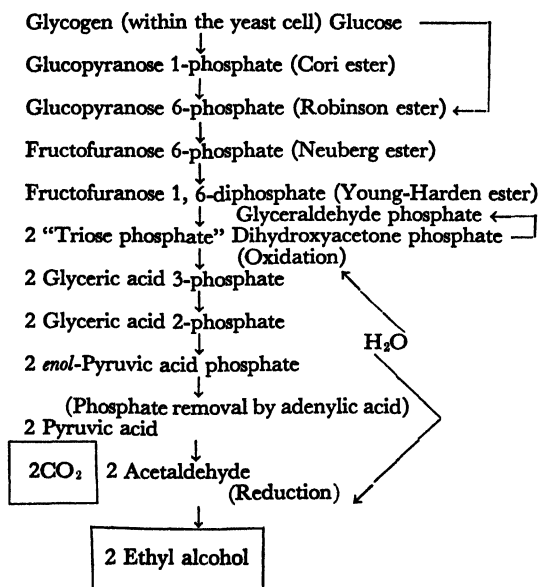 Glycogen (within the yeast cell) Glucose
Glucopyranose 1-phosphate (Cori ester)
Glucopyranose 6-phosphate (Robinson ester)
Fructofuranose 6-phosphate (Neuberg ester)
Fructofuranose 1, 6-diphosphate (Young-Harden ester)
Glyceraldehyde phosphate
2 “Triose phosphate” Dihydroxyacetone phosphate
(Oxidation)
2 Glyceric acid 3-phosphate
2 Glyceric acid 2-phosphate
H₂O
2 enol-Pyruvic acid phosphate
(Phosphate removal by adenylic acid)
2 Pyruvic acid
2CO₂ 2 Acetaldehyde
(Reduction)
2 Ethyl alcohol